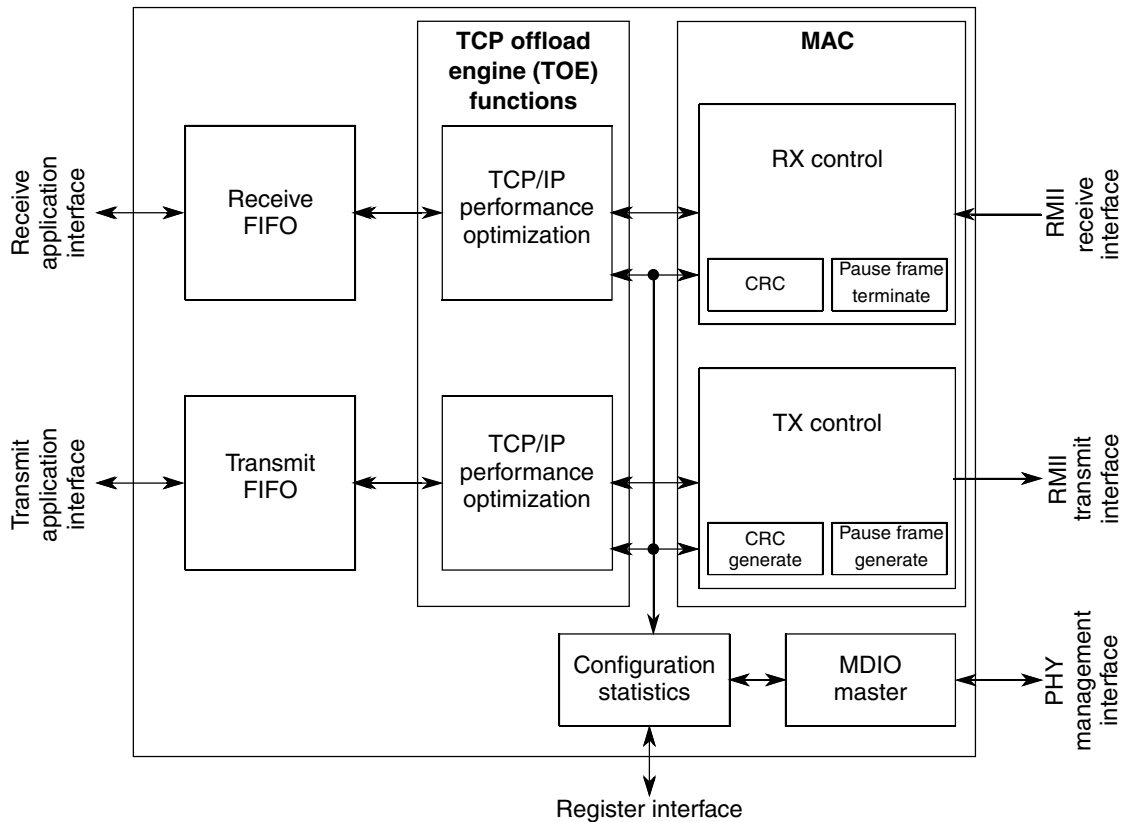 TCP offload
engine (TOE)
functions
MAC
Receive
application
interface
Receive
FIFO
TCP/IP
performance
optimization
RX control
CRC
Pause frame
terminate
RMII
receive
interface
Transmit
application
interface
Transmit
FIFO
TCP/IP
performance
optimization
TX control
CRC
generate
Pause frame
generate
RMII
transmit
interface
Configuration
statistics
MDIO
master
PHY
management
interface
Register interface